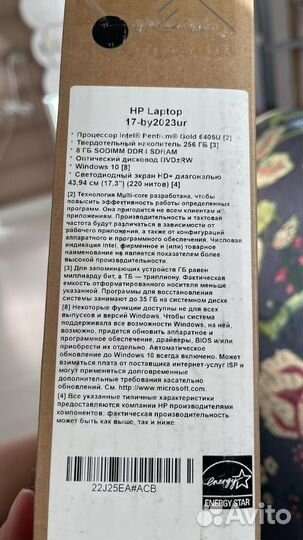 HP Laptop
17-by2023ur
• Процессор Intel® Pentium® Gold 6405U [2]
• Твердотельный накопитель 256 ГБ [3]
• 8 ГБ SODIMM DDR4 SDRAM
• Оптический дисковод DVD±RW
• Windows 10 [8]
• Светодиодный экран HD+ диагональю
43,94 см (17,3") (220 нитов) [4]
[2] Технология Multi-core разработана, чтобы
повысить эффективность работы определенных
программ. Она пригодится не всем клиентам и
приложениям. Производительность и тактовая
частота будут различаться в зависимости от
рабочего приложения, а также от конфигураций
аппаратного и программного обеспечения. Числовая
индикация Intel, фирменное и (или) товарное
наименование не является показателем более
высокой производительности.
[3] Для запоминающих устройств ГБ равен
миллиарду бит, а ТБ — триллиону. Фактическая
емкость отформатированного носителя меньше
указанной. Программы для восстановления
системы занимают до 35 ГБ на системном диске.
[8] Некоторые функции доступны не для всех
выпусков и версий Windows. Чтобы система
поддерживала все возможности Windows, на ней,
возможно, придется обновить аппаратное и
программное обеспечение, драйверы, BIOS и/или
приобрести их отдельно. Автоматическое
обновление до Windows 10 всегда включено. Может
взиматься плата от поставщика интернет-услуг ISP и
могут применяться долговременные
дополнительные требования касательно
обновлений. См. http://www.microsoft.com.
[4] Все указанные типичные характеристики
предоставляются компании HP производителями
компонентов; фактическая производительность
может быть как выше, так и ниже.
22J25EA#ACB
energy
ENERGY STAR
Avito